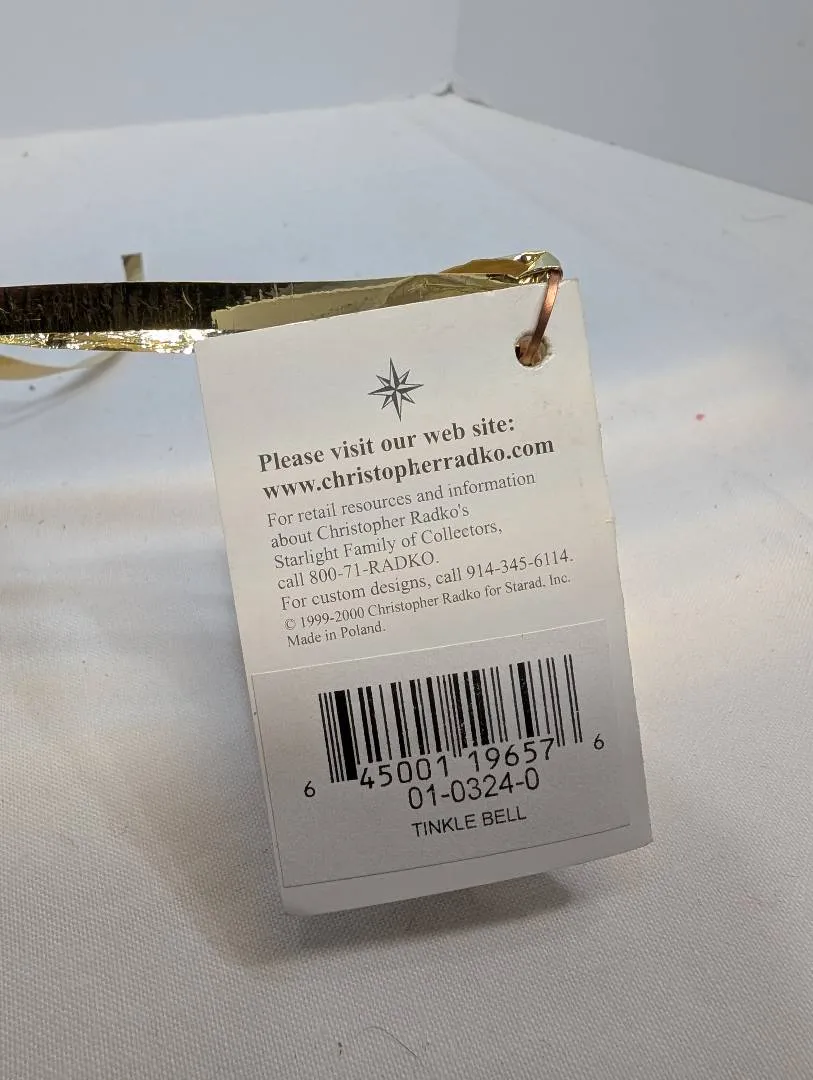 Please visit our web site:
www.christopherradko.com
For retail resources and information
about Christopher Radko's
Starlight Family of Collectors,
call 800-71-RADKO.
For custom designs, call 914-345-6114.
© 1999-2000 Christopher Radko for Starad, Inc.
Made in Poland.
6 45001 19657 6
01-0324-0
TINKLE BELL